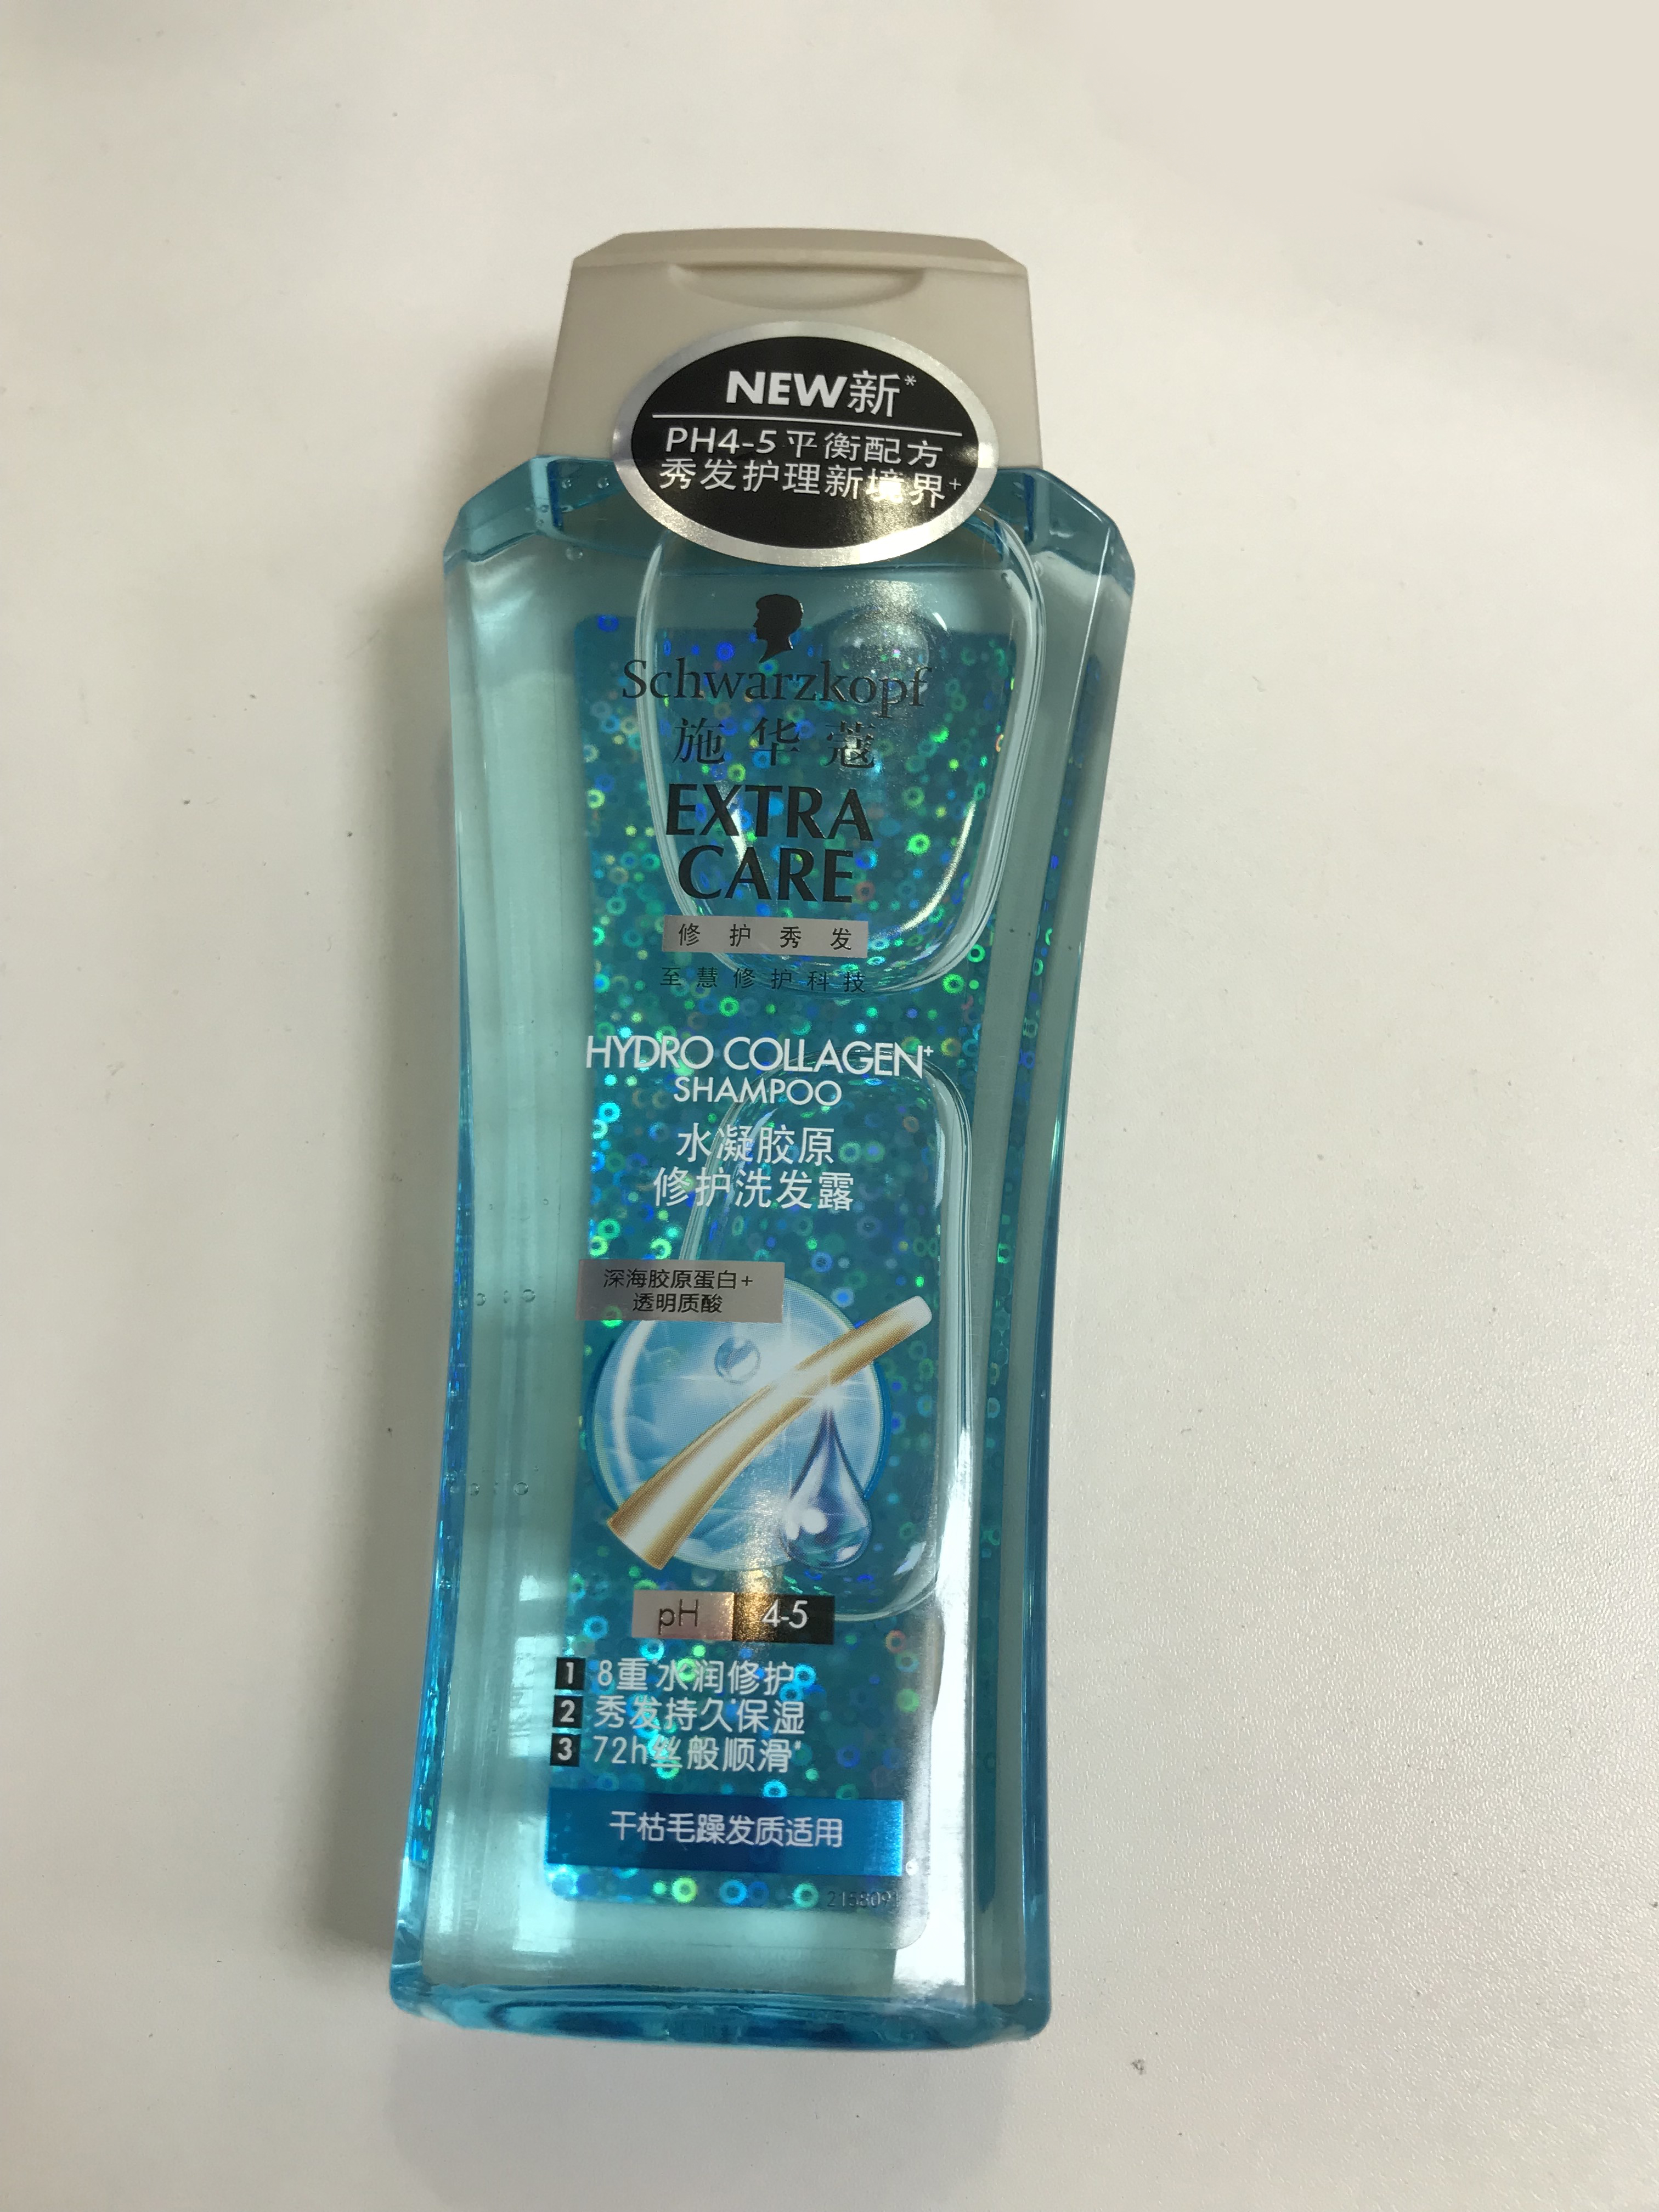 NEW新*
PH4-5平衡配方
秀发护理新境界+
Schwarzkopf
施华蔻
EXTRA
CARE
修护秀发
至慧修护科技
HYDRO COLLAGEN+
SHAMPOO
水凝胶原
修护洗发露
深海胶原蛋白+
透明质酸
pH 4-5
1 8重*水润修护
2 秀发持久保湿
3 72h丝般顺滑#
干枯毛躁发质适用